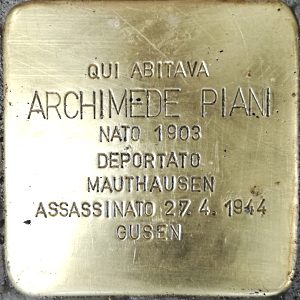 QUI ABITAVA
ARCHIMEDE PIANI
NATO 1903
DEPORTATO
MAUTHAUSEN
ASSASSINATO 27. 4. 1944
GUSEN